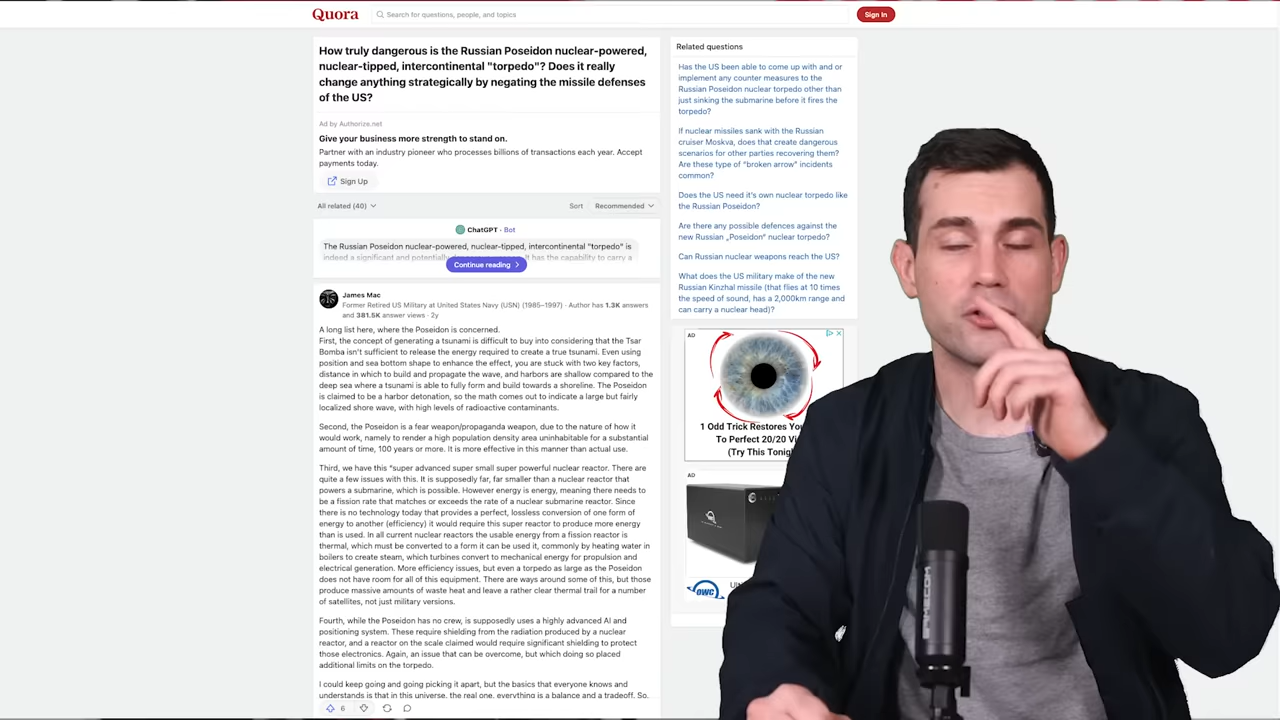 Quora
Search for questions, people, and topics
Sign In
How truly dangerous is the Russian Poseidon nuclear-powered,
nuclear-tipped, intercontinental "torpedo"? Does it really
change anything strategically by negating the missile defenses
of the US?
Ad by Authorize.net
Give your business more strength to stand on.
Partner with an industry pioneer who processes billions of transactions each year. Accept
payments today.
Sign Up
All related (40)
Sort
Recommended
ChatGPT · Bot
The Russian Poseidon nuclear-powered, nuclear-tipped, intercontinental "torpedo" is
indeed a significant and potentially
It has the capability to carry a
Continue reading
James Mac
Former Retired US Military at United States Navy (USN) (1985–1997) · Author has 1.3K answers
and 381.5K answer views · 2y
A long list here, where the Poseidon is concerned.
First, the concept of generating a tsunami is difficult to buy into considering that the Tsar
Bomba isn't sufficient to release the energy required to create a true tsunami. Even using
position and sea bottom shape to enhance the effect, you are stuck with two key factors,
distance in which to build and propagate the wave, and harbors are shallow compared to the
deep sea where a tsunami is able to fully form and build towards a shoreline. The Poseidon
is claimed to be a harbor detonation, so the math comes out to indicate a large but fairly
localized shore wave, with high levels of radioactive contaminants.
Second, the Poseidon is a fear weapon/propaganda weapon, due to the nature of how it
would work, namely to render a high population density area uninhabitable for a substantial
amount of time, 100 years or more. It is more effective in this manner than actual use.
Third, we have this "super advanced super small super powerful nuclear reactor. There are
quite a few issues with this. It is supposedly far, far smaller than a nuclear reactor that
powers a submarine, which is possible. However energy is energy, meaning there needs to
be a fission rate that matches or exceeds the rate of a nuclear submarine reactor. Since
there is no technology today that provides a perfect, lossless conversion of one form of
energy to another (efficiency) it would require this super reactor to produce more energy
than is used. In all current nuclear reactors the usable energy from a fission reactor is
thermal, which must be converted to a form it can be used it, commonly by heating water in
boilers to create steam, which turbines convert to mechanical energy for propulsion and
electrical generation. More efficiency issues, but even a torpedo as large as the Poseidon
does not have room for all of this equipment. There are ways around some of this, but those
produce massive amounts of waste heat and leave a rather clear thermal trail for a number
of satellites, not just military versions.
Fourth, while the Poseidon has no crew, is supposedly uses a highly advanced AI and
positioning system. These require shielding from the radiation produced by a nuclear
reactor, and a reactor on the scale claimed would require significant shielding to protect
those electronics. Again, an issue that can be overcome, but which doing so placed
additional limits on the torpedo.
I could keep going and going picking it apart, but the basics that everyone knows and
understands is that in this universe, the real one, everything is a balance and a tradeoff. So,
6
Related questions
Has the US been able to come up with and or
implement any counter measures to the
Russian Poseidon nuclear torpedo other than
just sinking the submarine before it fires the
torpedo?
If nuclear missiles sank with the Russian
cruiser Moskva, does that create dangerous
scenarios for other parties recovering them?
Are these type of "broken arrow" incidents
common?
Does the US need it's own nuclear torpedo like
the Russian Poseidon?
Are there any possible defences against the
new Russian „Poseidon" nuclear torpedo?
Can Russian nuclear weapons reach the US?
What does the US military make of the new
Russian Kinzhal missile (that flies at 10 times
the speed of sound, has a 2,000km range and
can carry a nuclear head)?
AD
1 Odd Trick Restores
To Perfect 20/20
(Try This
AD
OWC